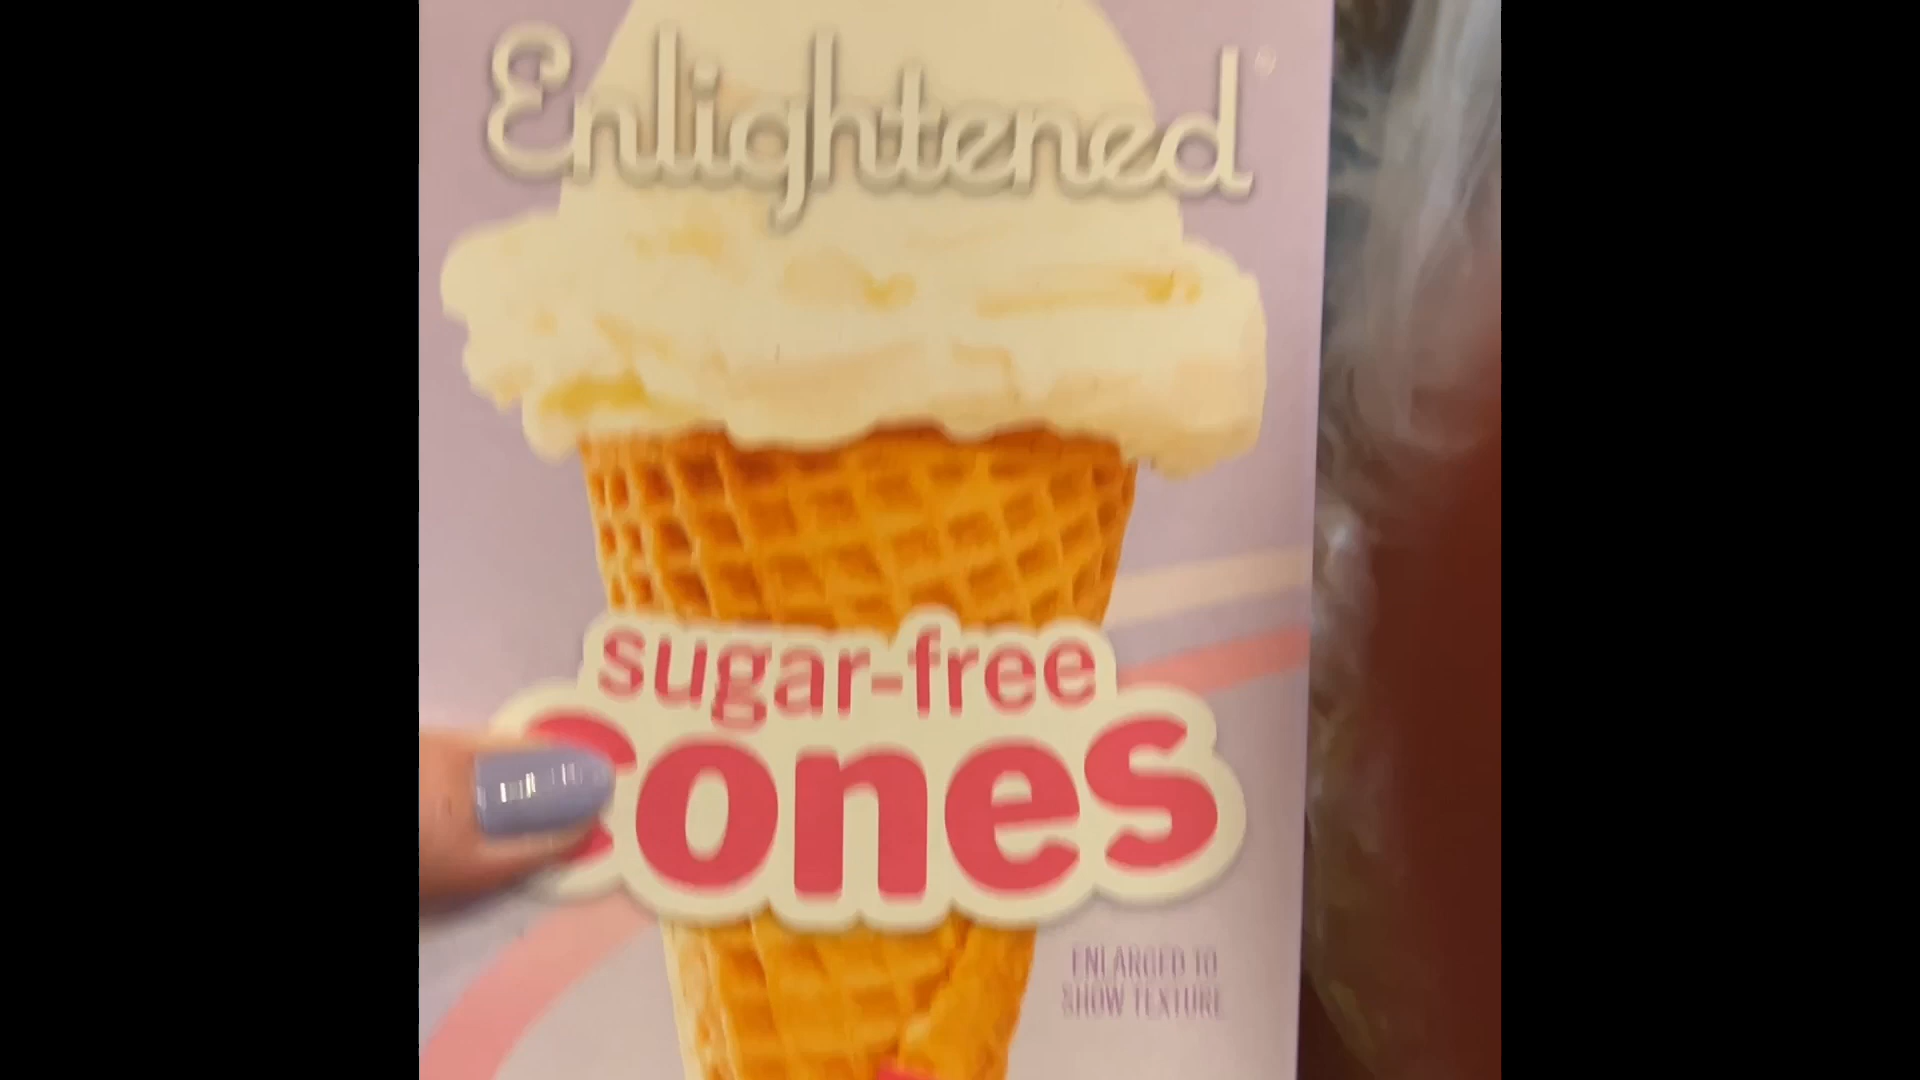 Enlightened
sugar-free
cones
ENLARGED TO
SHOW TEXTURE